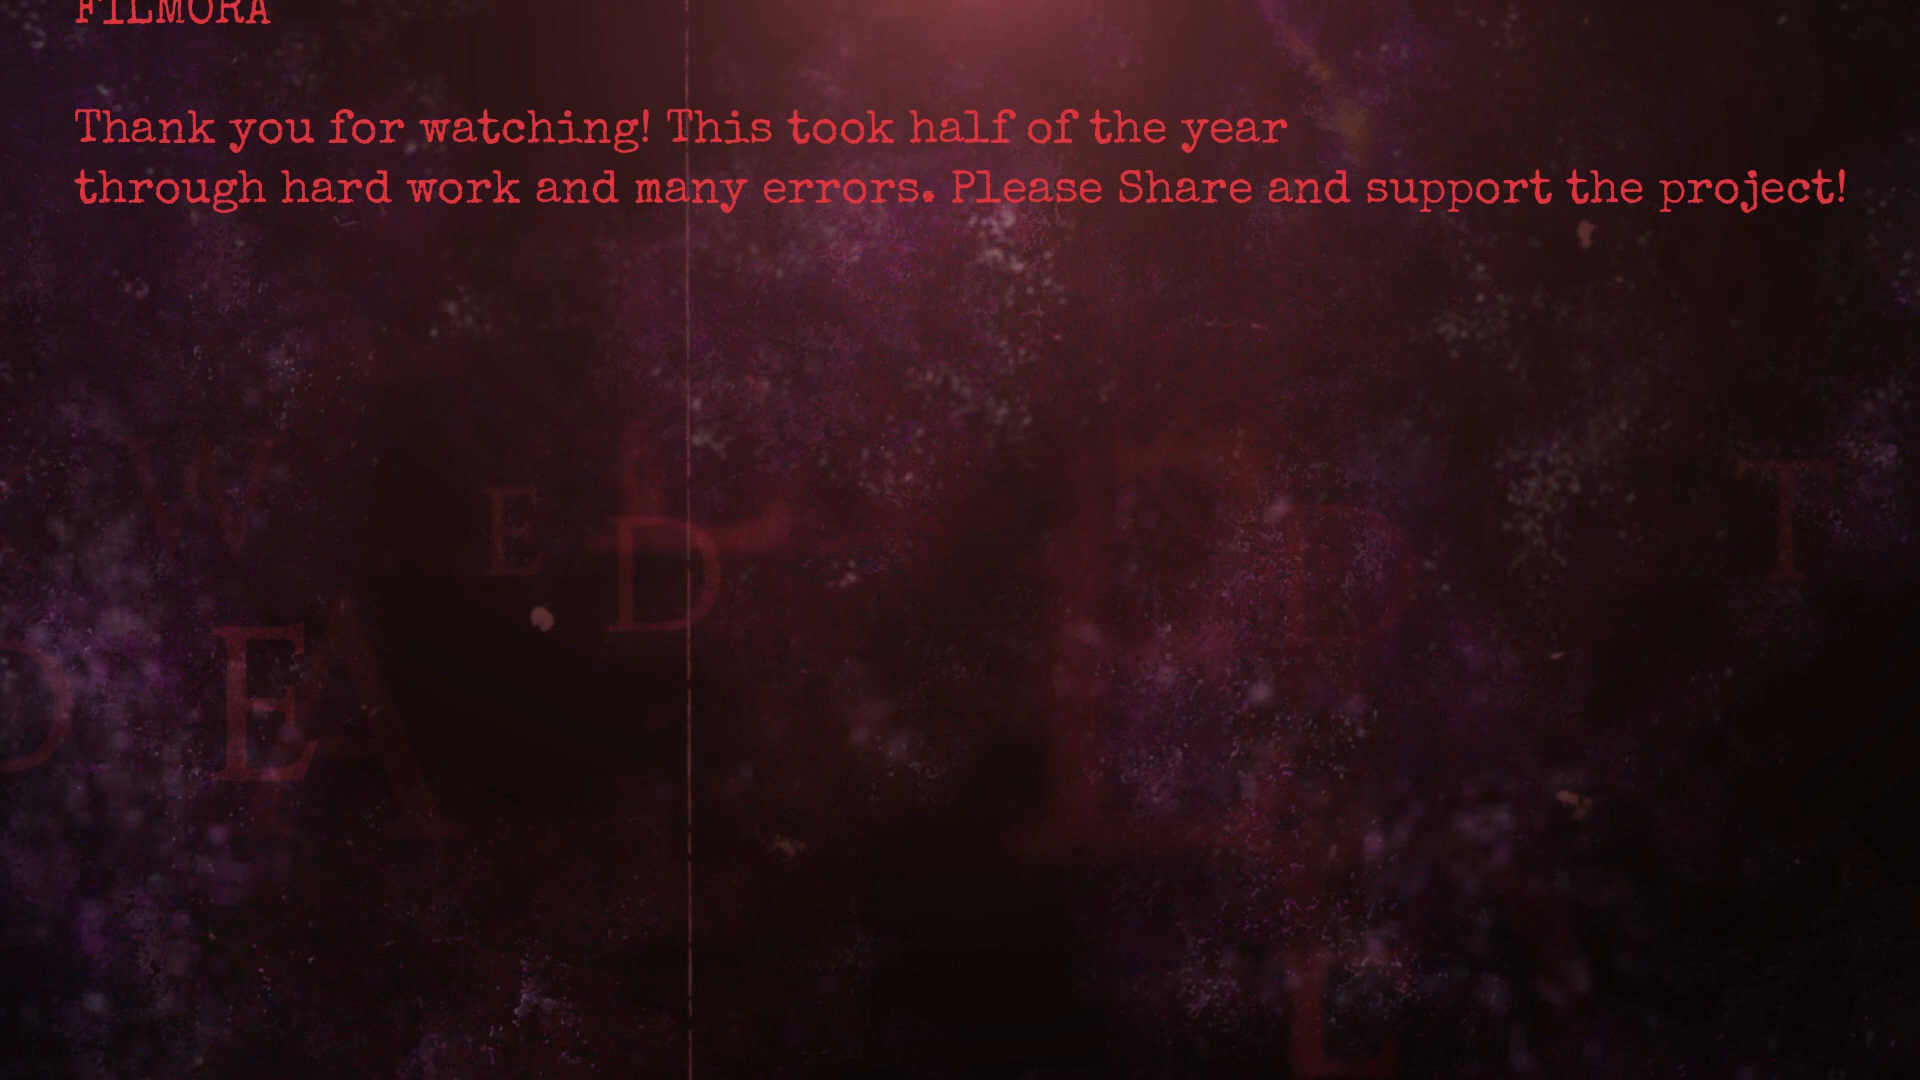 FILMORA
Thank you for watching! This took half of the year
through hard work and many errors. Please Share and support the project!
W
E
D
D
T
D
E
A
L